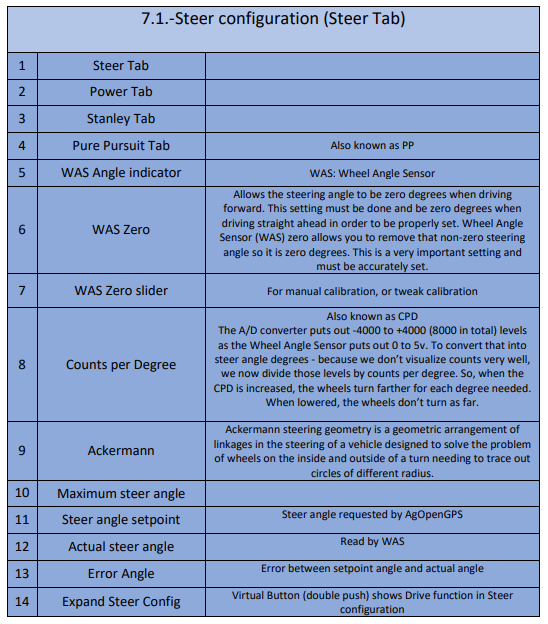 7.1.-Steer configuration (Steer Tab)
1 Steer Tab
2 Power Tab
3 Stanley Tab
4 Pure Pursuit Tab Also known as PP
5 WAS Angle indicator WAS: Wheel Angle Sensor
6 WAS Zero
Allows the steering angle to be zero degrees when driving
forward. This setting must be done and be zero degrees when
driving straight ahead in order to be properly set. Wheel Angle
Sensor (WAS) zero allows you to remove that non-zero steering
angle so it is zero degrees. This is a very important setting and
must be accurately set.
7 WAS Zero slider For manual calibration, or tweak calibration
8 Counts per Degree
Also known as CPD
The A/D converter puts out -4000 to +4000 (8000 in total) levels
as the Wheel Angle Sensor puts out 0 to 5v. To convert that into
steer angle degrees - because we don't visualize counts very well,
we now divide those levels by counts per degree. So, when the
CPD is increased, the wheels turn farther for each degree needed.
When lowered, the wheels don't turn as far.
9 Ackermann
Ackermann steering geometry is a geometric arrangement of
linkages in the steering of a vehicle designed to solve the problem
of wheels on the inside and outside of a turn needing to trace out
circles of different radius.
10 Maximum steer angle
11 Steer angle setpoint Steer angle requested by AgOpenGPS
12 Actual steer angle Read by WAS
13 Error Angle Error between setpoint angle and actual angle
14 Expand Steer Config
Virtual Button (double push) shows Drive function in Steer
configuration